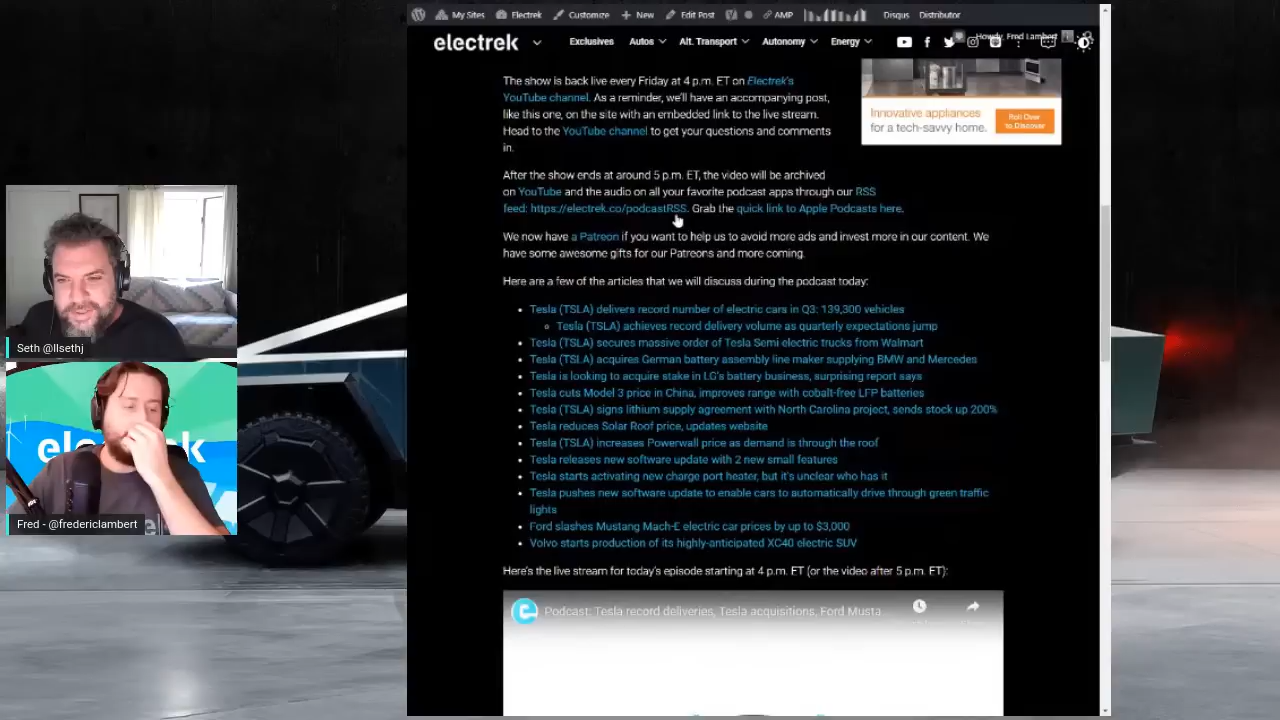 My Sites Electrek Customize New Edit Post AMP Disqus Distributor
Howdy, Fred Lambert
electrek Exclusives Autos Alt. Transport Autonomy Energy
The show is back live every Friday at 4 p.m. ET on Electrek's
YouTube channel. As a reminder, we'll have an accompanying post,
like this one, on the site with an embedded link to the live stream.
Head to the YouTube channel to get your questions and comments
in.
Innovative appliances
for a tech-savvy home.
Roll Over
to Discover
After the show ends at around 5 p.m. ET, the video will be archived
on YouTube and the audio on all your favorite podcast apps through our RSS
feed: https://electrek.co/podcastRSS. Grab the quick link to Apple Podcasts here.
We now have a Patreon if you want to help us to avoid more ads and invest more in our content. We
have some awesome gifts for our Patreons and more coming.
Here are a few of the articles that we will discuss during the podcast today:
Tesla (TSLA) delivers record number of electric cars in Q3: 139,300 vehicles
Tesla (TSLA) achieves record delivery volume as quarterly expectations jump
Tesla (TSLA) secures massive order of Tesla Semi electric trucks from Walmart
Tesla (TSLA) acquires German battery assembly line maker supplying BMW and Mercedes
Tesla is looking to acquire stake in LG's battery business, surprising report says
Tesla cuts Model 3 price in China, improves range with cobalt-free LFP batteries
Tesla (TSLA) signs lithium supply agreement with North Carolina project, sends stock up 200%
Tesla reduces Solar Roof price, updates website
Tesla (TSLA) increases Powerwall price as demand is through the roof
Tesla releases new software update with 2 new small features
Tesla starts activating new charge port heater, but it's unclear who has it
Tesla pushes new software update to enable cars to automatically drive through green traffic
lights
Ford slashes Mustang Mach-E electric car prices by up to $3,000
Volvo starts production of its highly-anticipated XC40 electric SUV
Here's the live stream for today's episode starting at 4 p.m. ET (or the video after 5 p.m. ET):
Podcast: Tesla record deliveries, Tesla acquisitions, Ford Musta...
Seth @llsethj
Fred - @fredericlambert